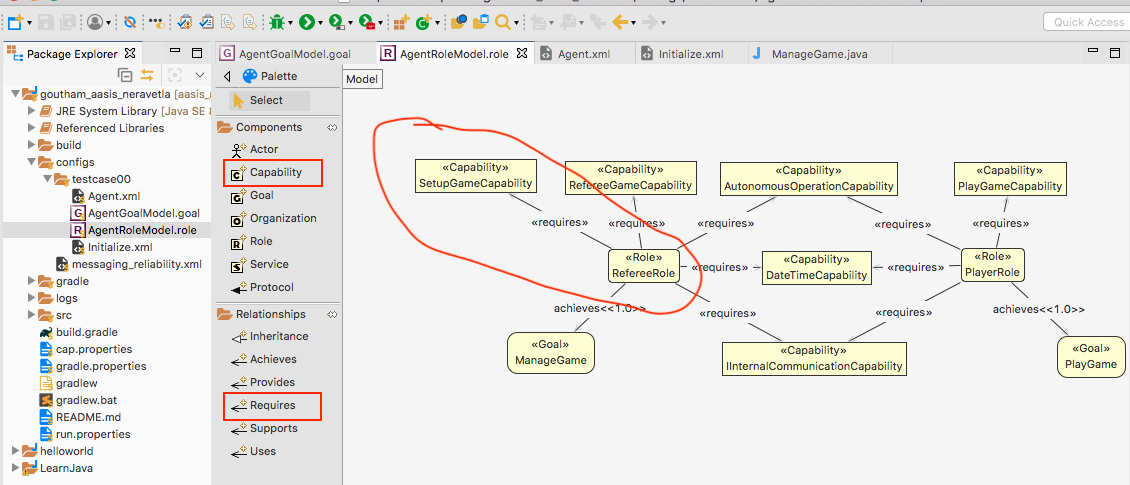 Quick Access
Package Explorer
AgentGoalModel.goal
AgentRoleModel.role
Agent.xml
Initialize.xml
ManageGame.java
goutham_aasis_neravetla [aasis_
JRE System Library [Java SE
Referenced Libraries
build
configs
testcase00
Agent.xml
AgentGoalModel.goal
AgentRoleModel.role
Initialize.xml
messaging_reliability.xml
gradle
logs
src
build.gradle
cap.properties
gradle.properties
gradlew
gradlew.bat
README.md
run.properties
helloworld
LearnJava
Palette
Select
Components
Actor
Capability
Goal
Organization
Role
Service
Protocol
Relationships
Inheritance
Achieves
Provides
Requires
Supports
Uses
Model
«Capability»
SetupGameCapability
«Capability»
RefereeGameCapability
«Capability»
AutonomousOperationCapability
«Capability»
PlayGameCapability
«requires»
«requires»
«requires»
«requires»
«requires»
«Role»
RefereeRole
«requires»
«Capability»
DateTimeCapability
«requires»
«Role»
PlayerRole
achieves<<1.0>>
«requires»
«requires»
achieves<<1.0>>
«Goal»
ManageGame
«Capability»
IInternalCommunicationCapability
«Goal»
PlayGame